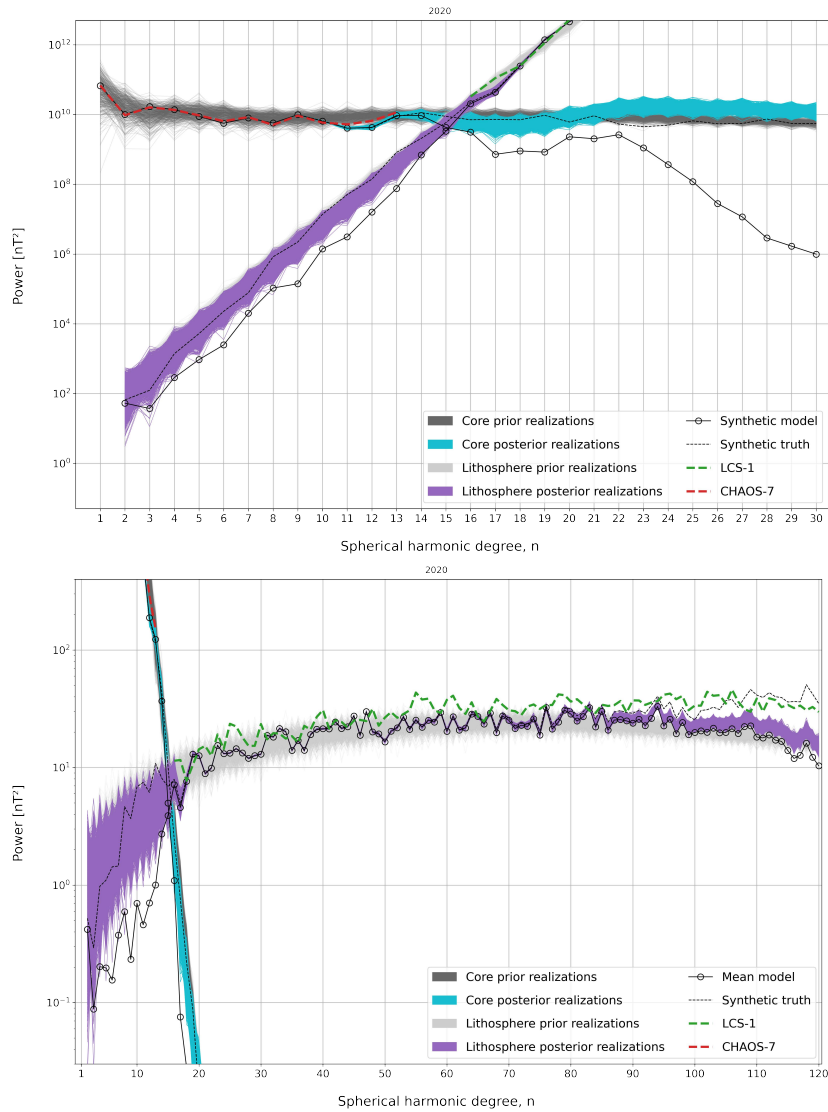 2020
10¹²
10¹⁰
10⁸
10⁶
10⁴
10²
10⁰
Power [nT²]
Core prior realizations
Core posterior realizations
Lithosphere prior realizations
Lithosphere posterior realizations
Synthetic model
Synthetic truth
LCS-1
CHAOS-7
1 2 3 4 5 6 7 8 9 10 11 12 13 14 15 16 17 18 19 20 21 22 23 24 25 26 27 28 29 30
Spherical harmonic degree, n
2020
10²
10¹
10⁰
10⁻¹
Power [nT²]
Core prior realizations
Core posterior realizations
Lithosphere prior realizations
Lithosphere posterior realizations
Mean model
Synthetic truth
LCS-1
CHAOS-7
1 10 20 30 40 50 60 70 80 90 100 110 120
Spherical harmonic degree, n